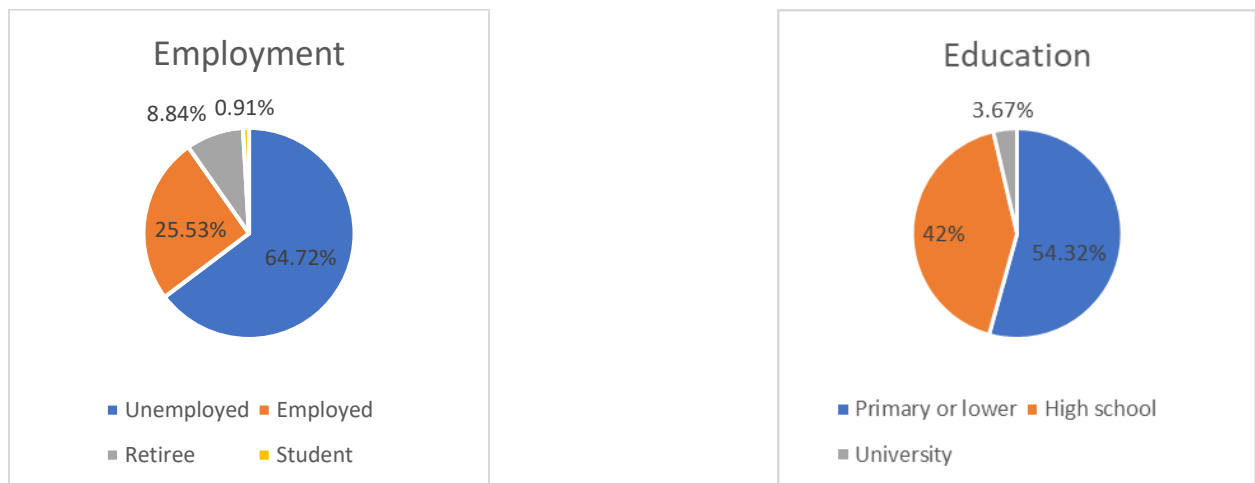 Employment
8.84% 0.91%
25.53%
64.72%
Unemployed Employed
Retiree Student
Education
3.67%
42%
54.32%
Primary or lower High school
University